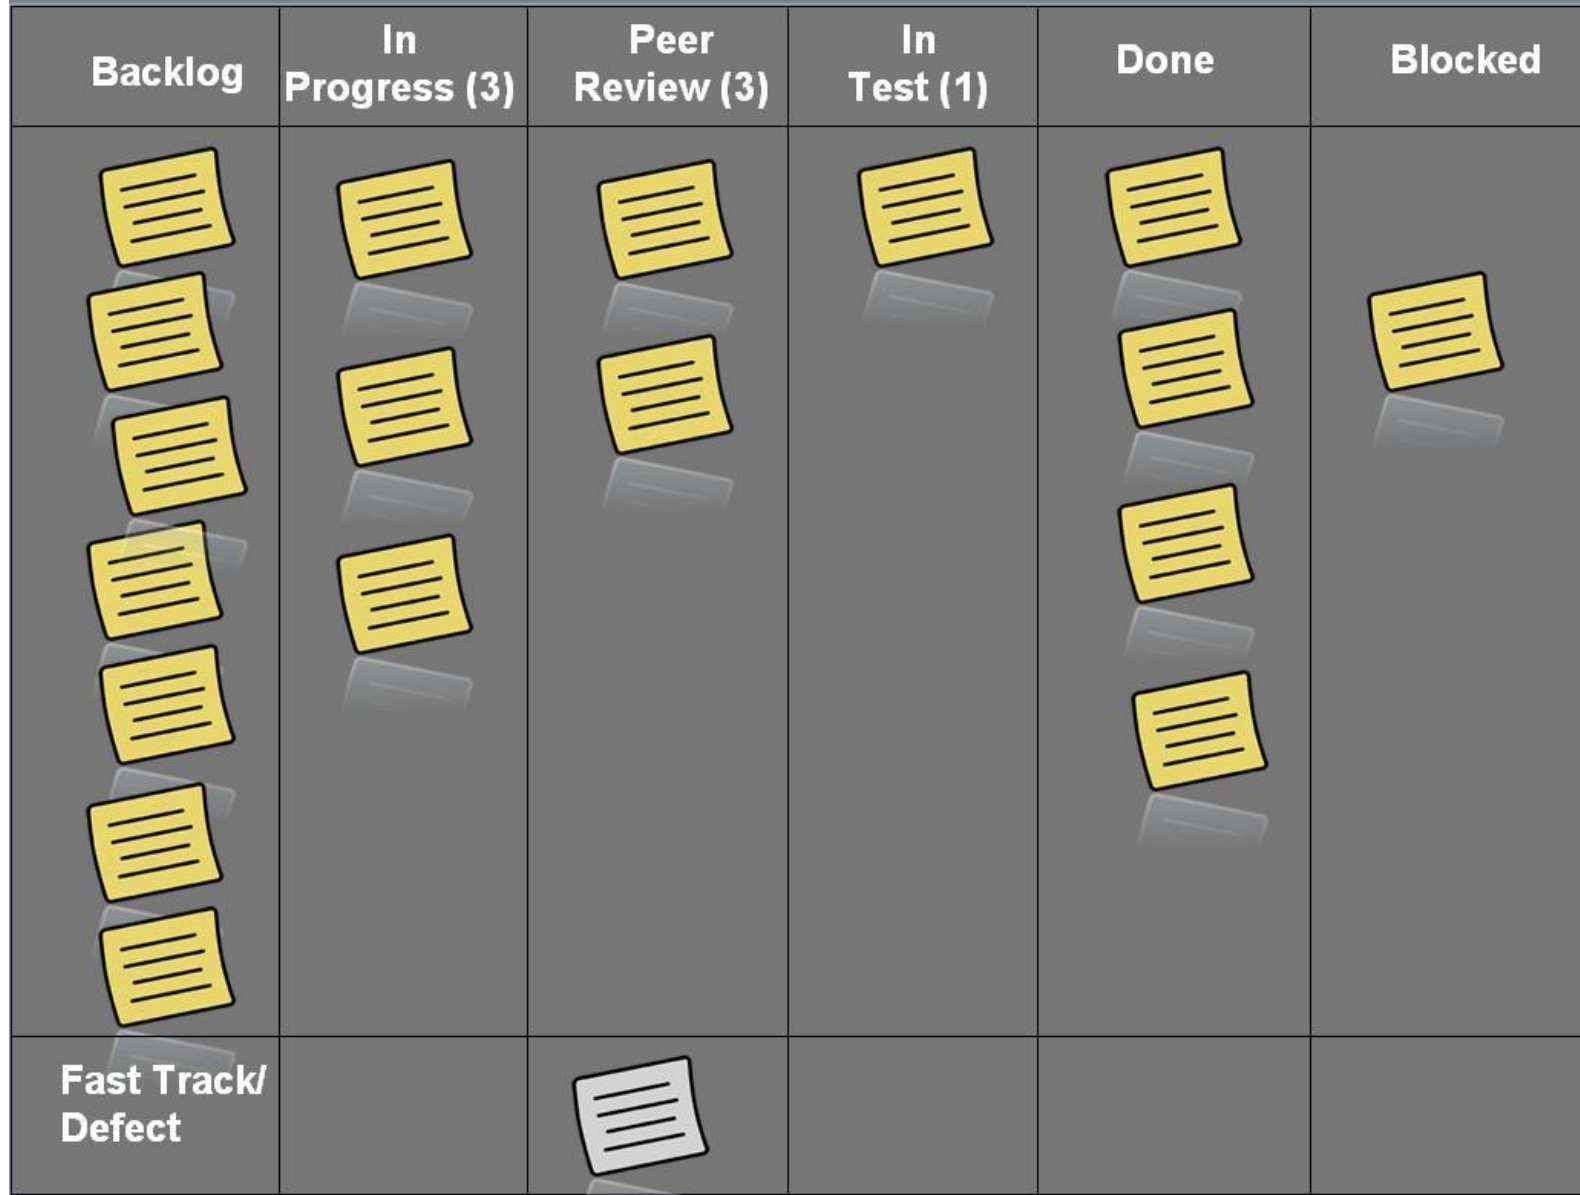 Backlog
In
Progress (3)
Peer
Review (3)
In
Test (1)
Done
Blocked
Fast Track/
Defect